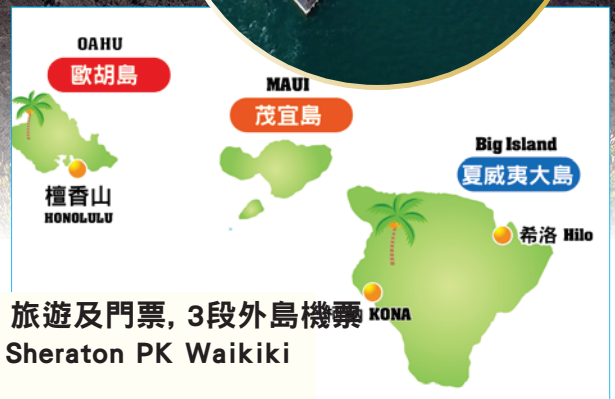 OAHU
歐胡島
MAUI
茂宜島
Big Island
夏威夷大島
檀香山
HONOLULU
希洛 Hilo
KONA
旅遊及門票, 3段外島機票
Sheraton PK Waikiki